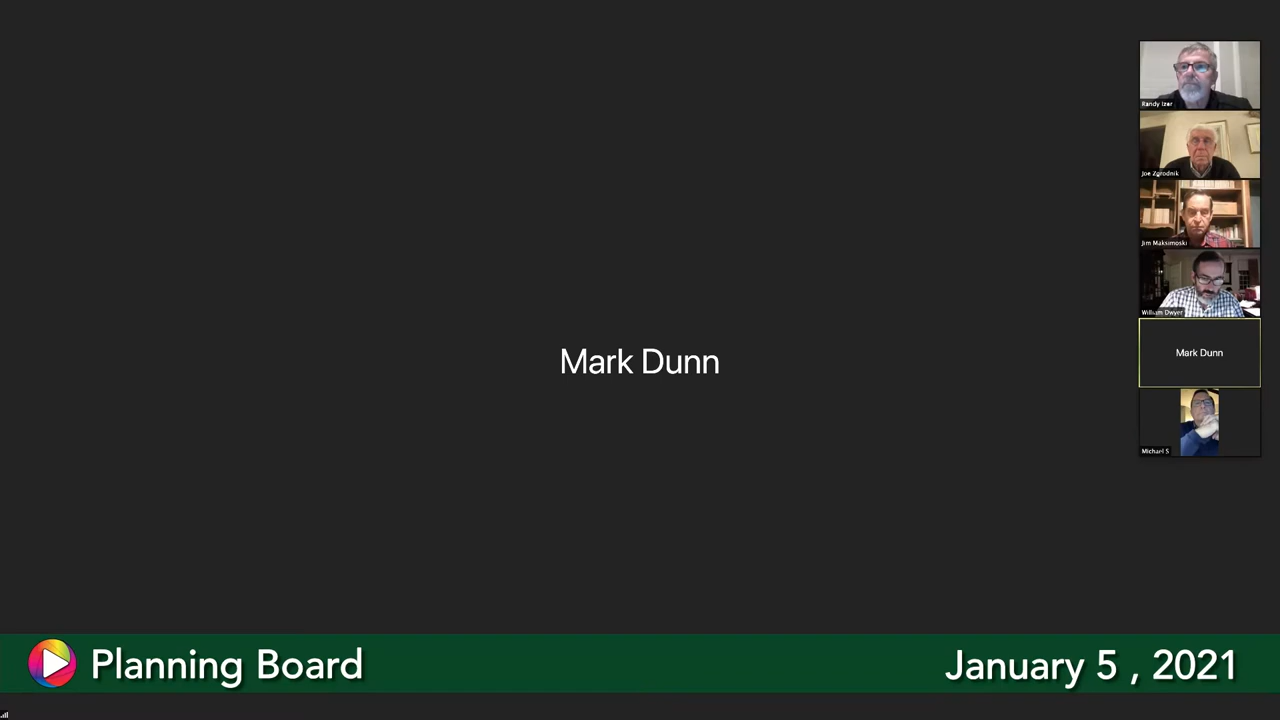 Randy Izer
Joe Zgrodnik
Jim Maksimoski
William Dwyer
Mark Dunn
Mark Dunn
Michael S
Planning Board
January 5 , 2021